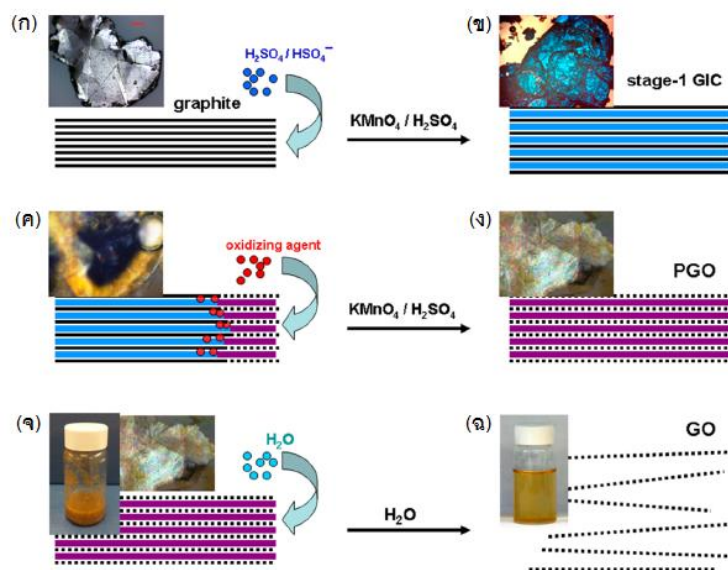 (ก)
H₂SO₄ / HSO₄⁻
graphite
KMnO₄ / H₂SO₄
(ข)
stage-1 GIC
(ค)
oxidizing agent
KMnO₄ / H₂SO₄
(ง)
PGO
(จ)
H₂O
H₂O
(ฉ)
GO